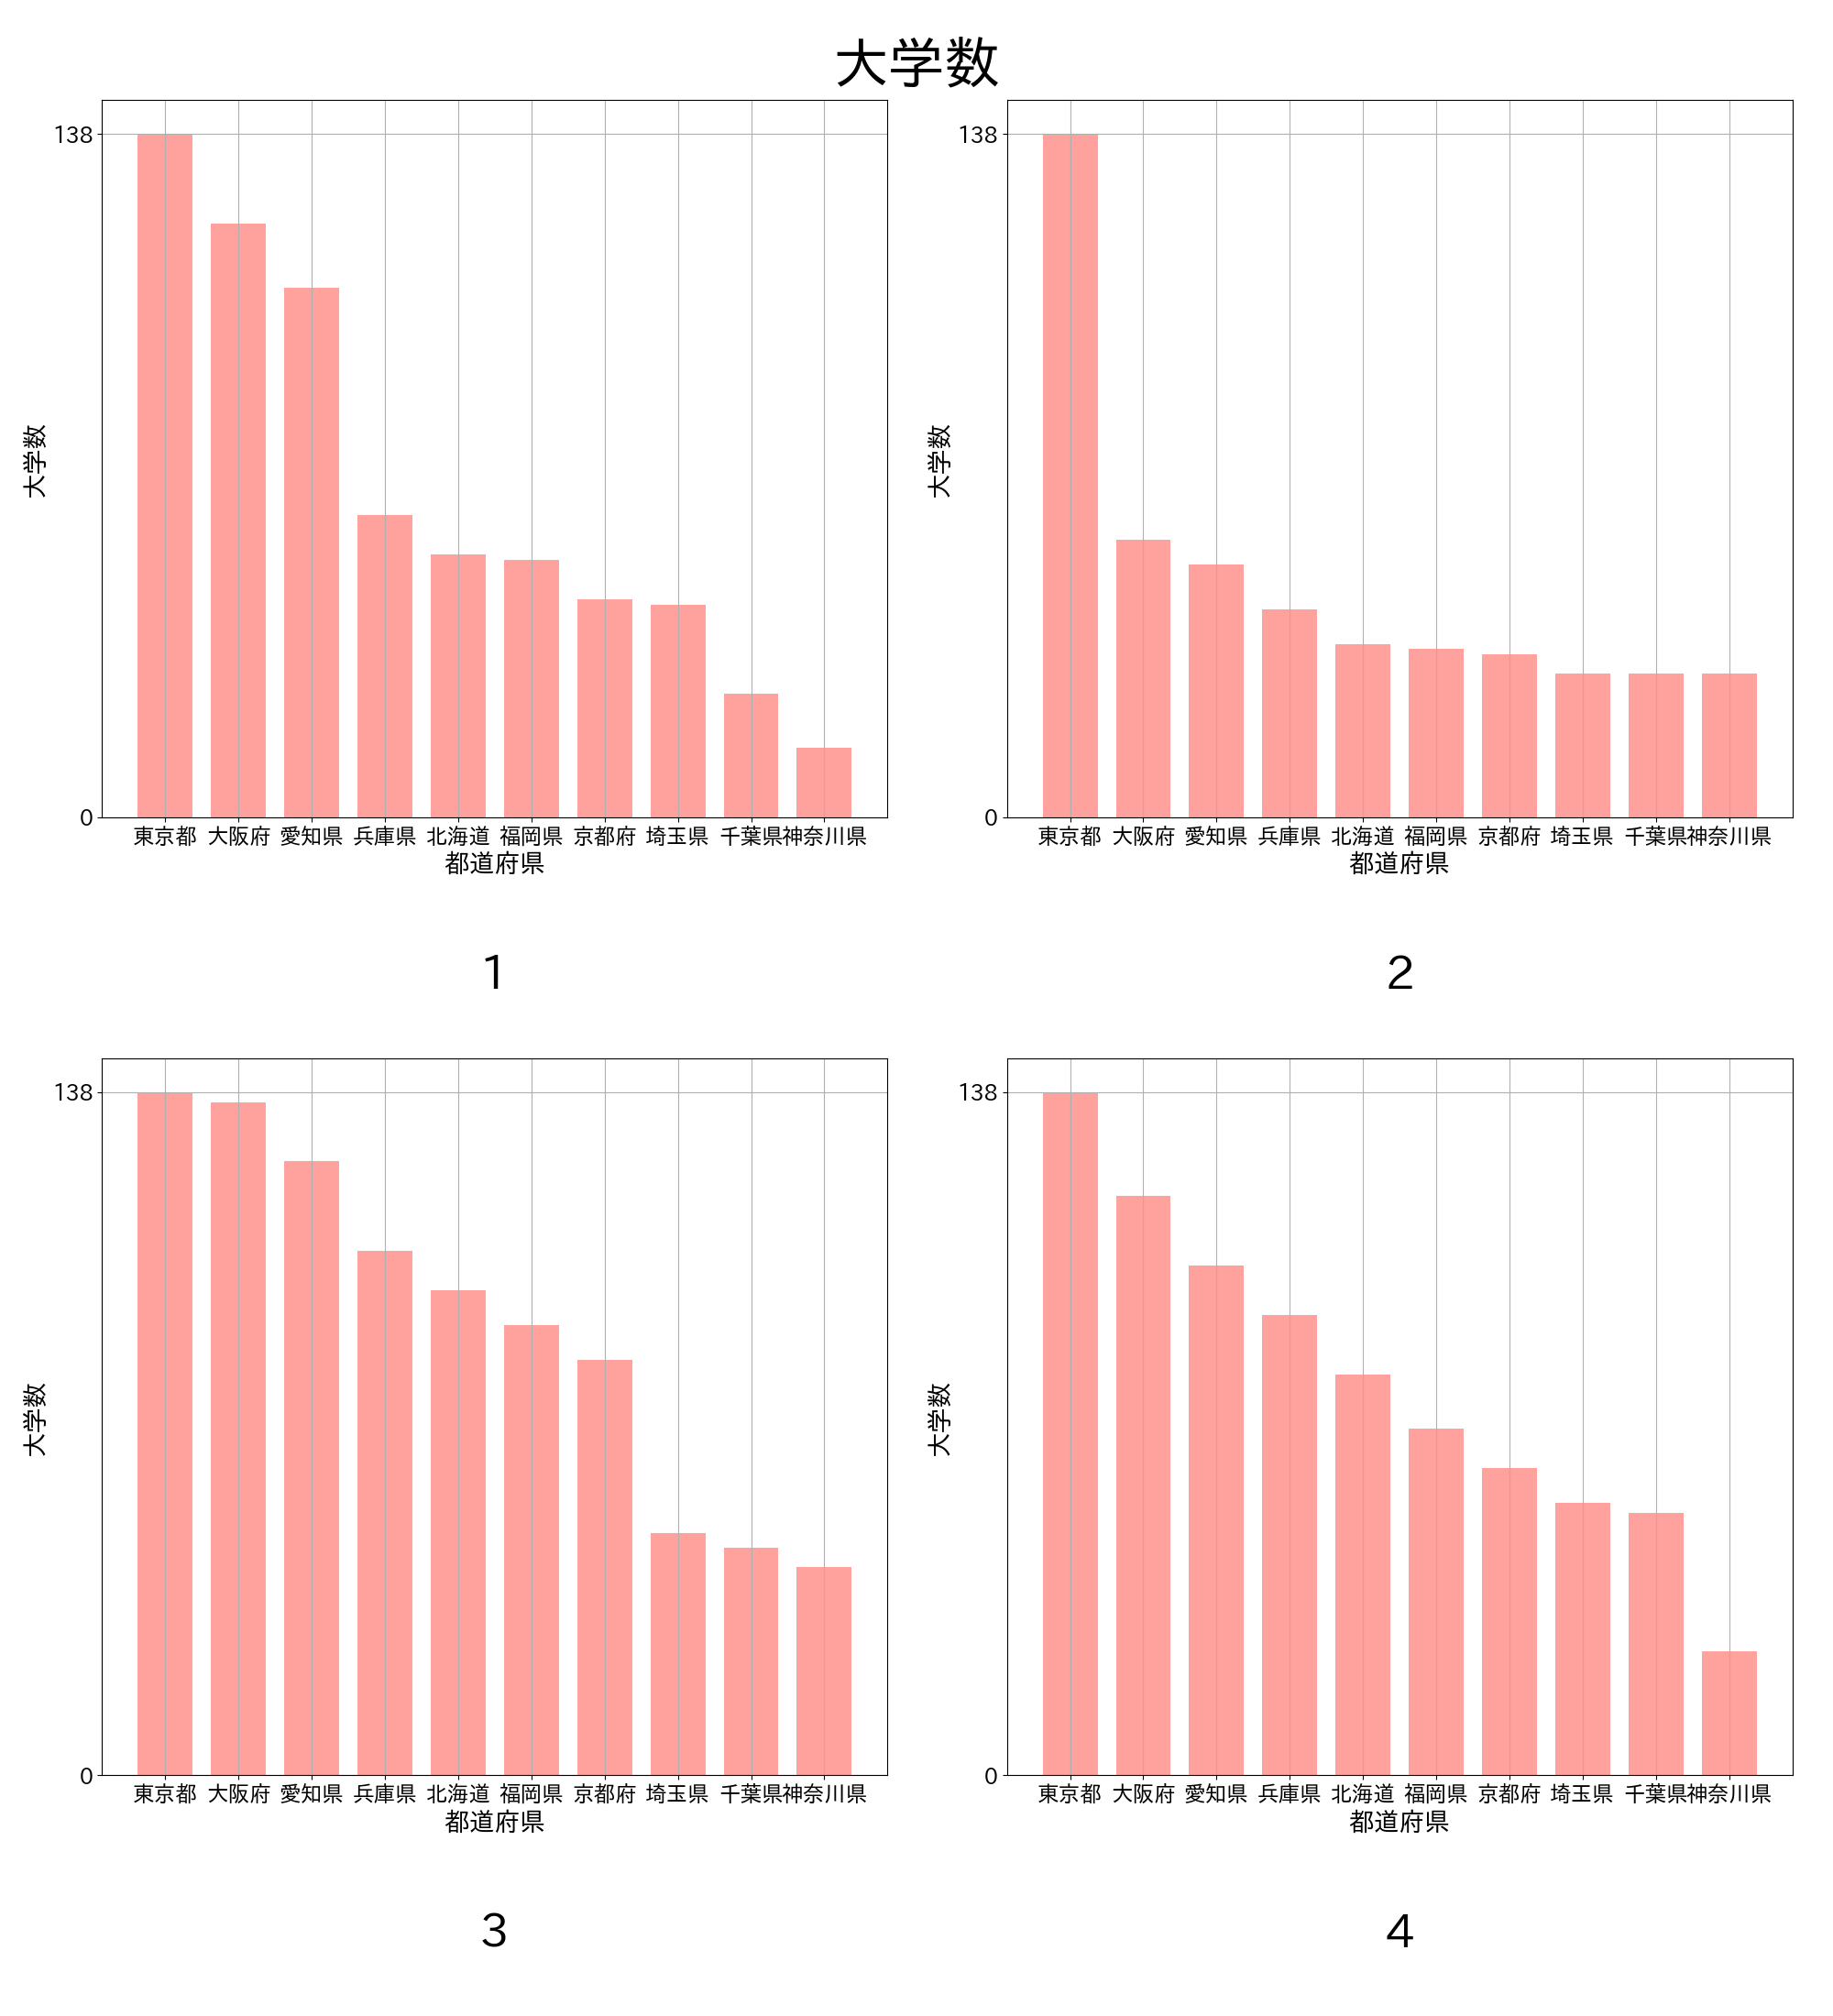 大学数
138
0
大学数
東京都 大阪府 愛知県 兵庫県 北海道 福岡県 京都府 埼玉県 千葉県 神奈川県
都道府県
1
138
0
大学数
東京都 大阪府 愛知県 兵庫県 北海道 福岡県 京都府 埼玉県 千葉県 神奈川県
都道府県
2
138
0
大学数
東京都 大阪府 愛知県 兵庫県 北海道 福岡県 京都府 埼玉県 千葉県 神奈川県
都道府県
3
138
0
大学数
東京都 大阪府 愛知県 兵庫県 北海道 福岡県 京都府 埼玉県 千葉県 神奈川県
都道府県
4